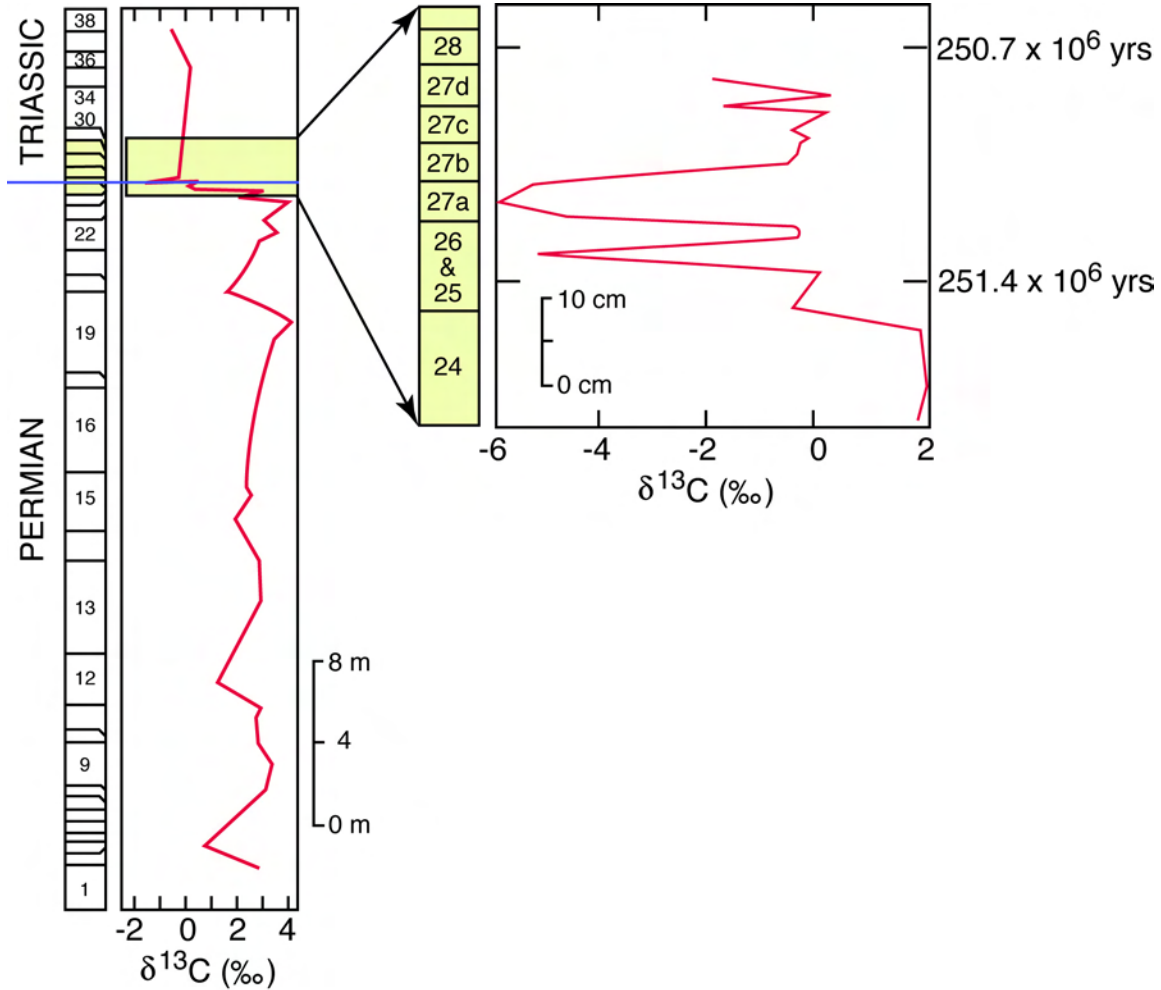 TRIASSIC
PERMIAN
38
36
34
30
22
19
16
15
13
12
9
1
-2 0 2 4
δ¹³C (‰)
8 m
4
0 m
28
27d
27c
27b
27a
26
&
25
24
10 cm
0 cm
-6 -4 -2 0 2
δ¹³C (‰)
250.7 x 10⁶ yrs
251.4 x 10⁶ yrs